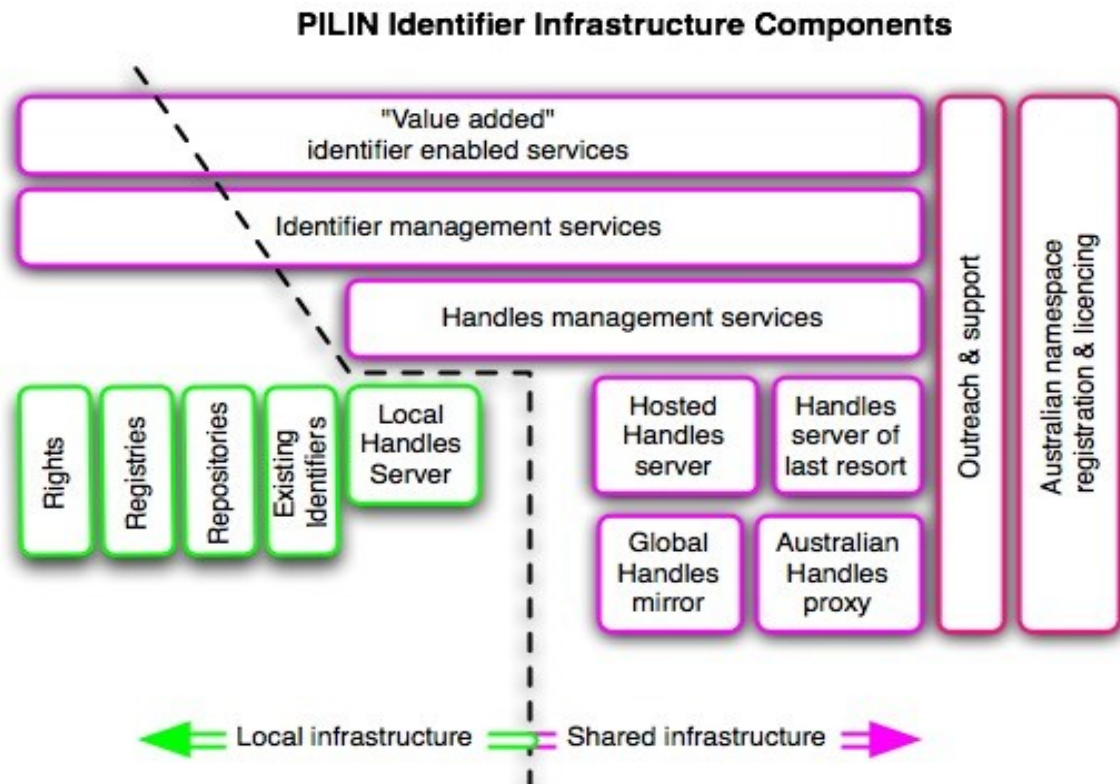 PILIN Identifier Infrastructure Components
"Value added"
identifier enabled services
Identifier management services
Handles management services
Rights
Registries
Repositories
Existing
Identifiers
Local
Handles
Server
Hosted
Handles
server
Handles
server of
last resort
Global
Handles
mirror
Australian
Handles
proxy
Outreach & support
Australian namespace
registration & licencing
Local infrastructure
Shared infrastructure